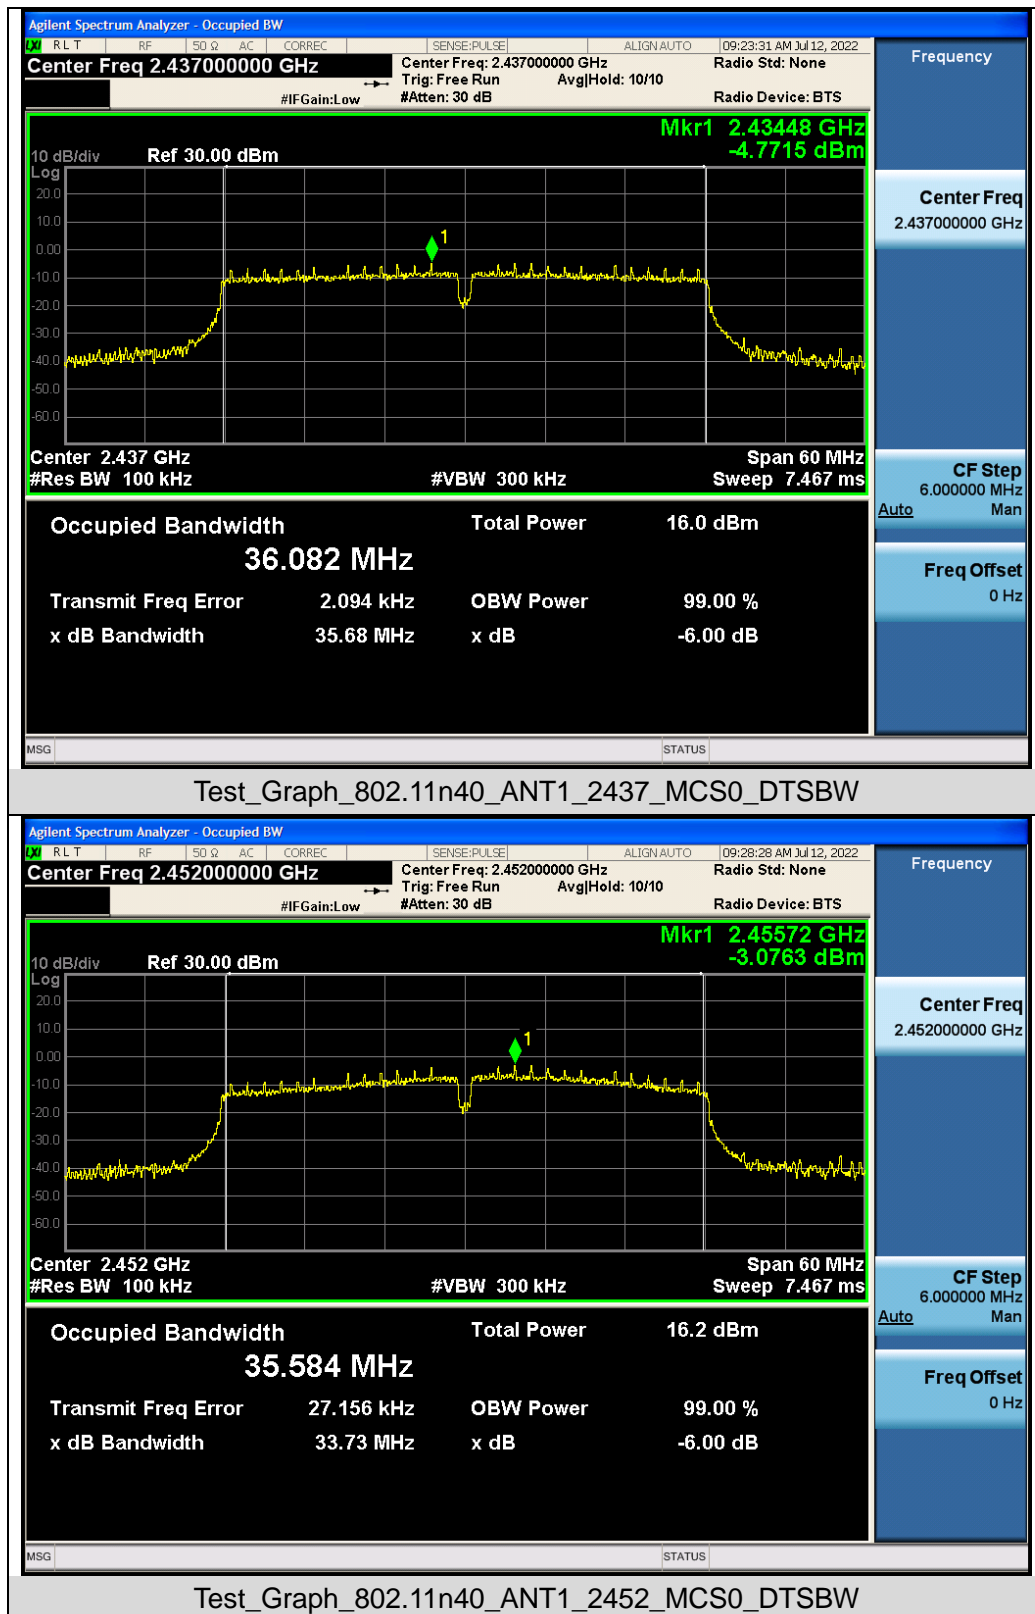 Agilent Spectrum Analyzer - Occupied BW
LXI RLT RF 50 Ω AC CORREC SENSE:PULSE ALIGN AUTO 09:23:31 AM Jul 12, 2022
Center Freq 2.437000000 GHz
Center Freq: 2.437000000 GHz
Radio Std: None
Trig: Free Run Avg|Hold: 10/10
#IFGain:Low
#Atten: 30 dB
Radio Device: BTS
Frequency
Mkr1 2.43448 GHz
-4.7715 dBm
10 dB/div Ref 30.00 dBm
Log
20.0
10.0
0.00
-10.0
-20.0
-30.0
-40.0
-50.0
-60.0
1
Center 2.437 GHz Span 60 MHz
#Res BW 100 kHz #VBW 300 kHz Sweep 7.467 ms
Center Freq
2.437000000 GHz
CF Step
6.000000 MHz
Auto Man
Freq Offset
0 Hz
Occupied Bandwidth Total Power 16.0 dBm
36.082 MHz
Transmit Freq Error 2.094 kHz OBW Power 99.00 %
x dB Bandwidth 35.68 MHz x dB -6.00 dB
MSG STATUS
Test_Graph_802.11n40_ANT1_2437_MCS0_DTSBW
Agilent Spectrum Analyzer - Occupied BW
LXI RLT RF 50 Ω AC CORREC SENSE:PULSE ALIGN AUTO 09:28:28 AM Jul 12, 2022
Center Freq 2.452000000 GHz
Center Freq: 2.452000000 GHz
Radio Std: None
Trig: Free Run Avg|Hold: 10/10
#IFGain:Low
#Atten: 30 dB
Radio Device: BTS
Frequency
Mkr1 2.45572 GHz
-3.0763 dBm
10 dB/div Ref 30.00 dBm
Log
20.0
10.0
0.00
-10.0
-20.0
-30.0
-40.0
-50.0
-60.0
1
Center 2.452 GHz Span 60 MHz
#Res BW 100 kHz #VBW 300 kHz Sweep 7.467 ms
Center Freq
2.452000000 GHz
CF Step
6.000000 MHz
Auto Man
Freq Offset
0 Hz
Occupied Bandwidth Total Power 16.2 dBm
35.584 MHz
Transmit Freq Error 27.156 kHz OBW Power 99.00 %
x dB Bandwidth 33.73 MHz x dB -6.00 dB
MSG STATUS
Test_Graph_802.11n40_ANT1_2452_MCS0_DTSBW